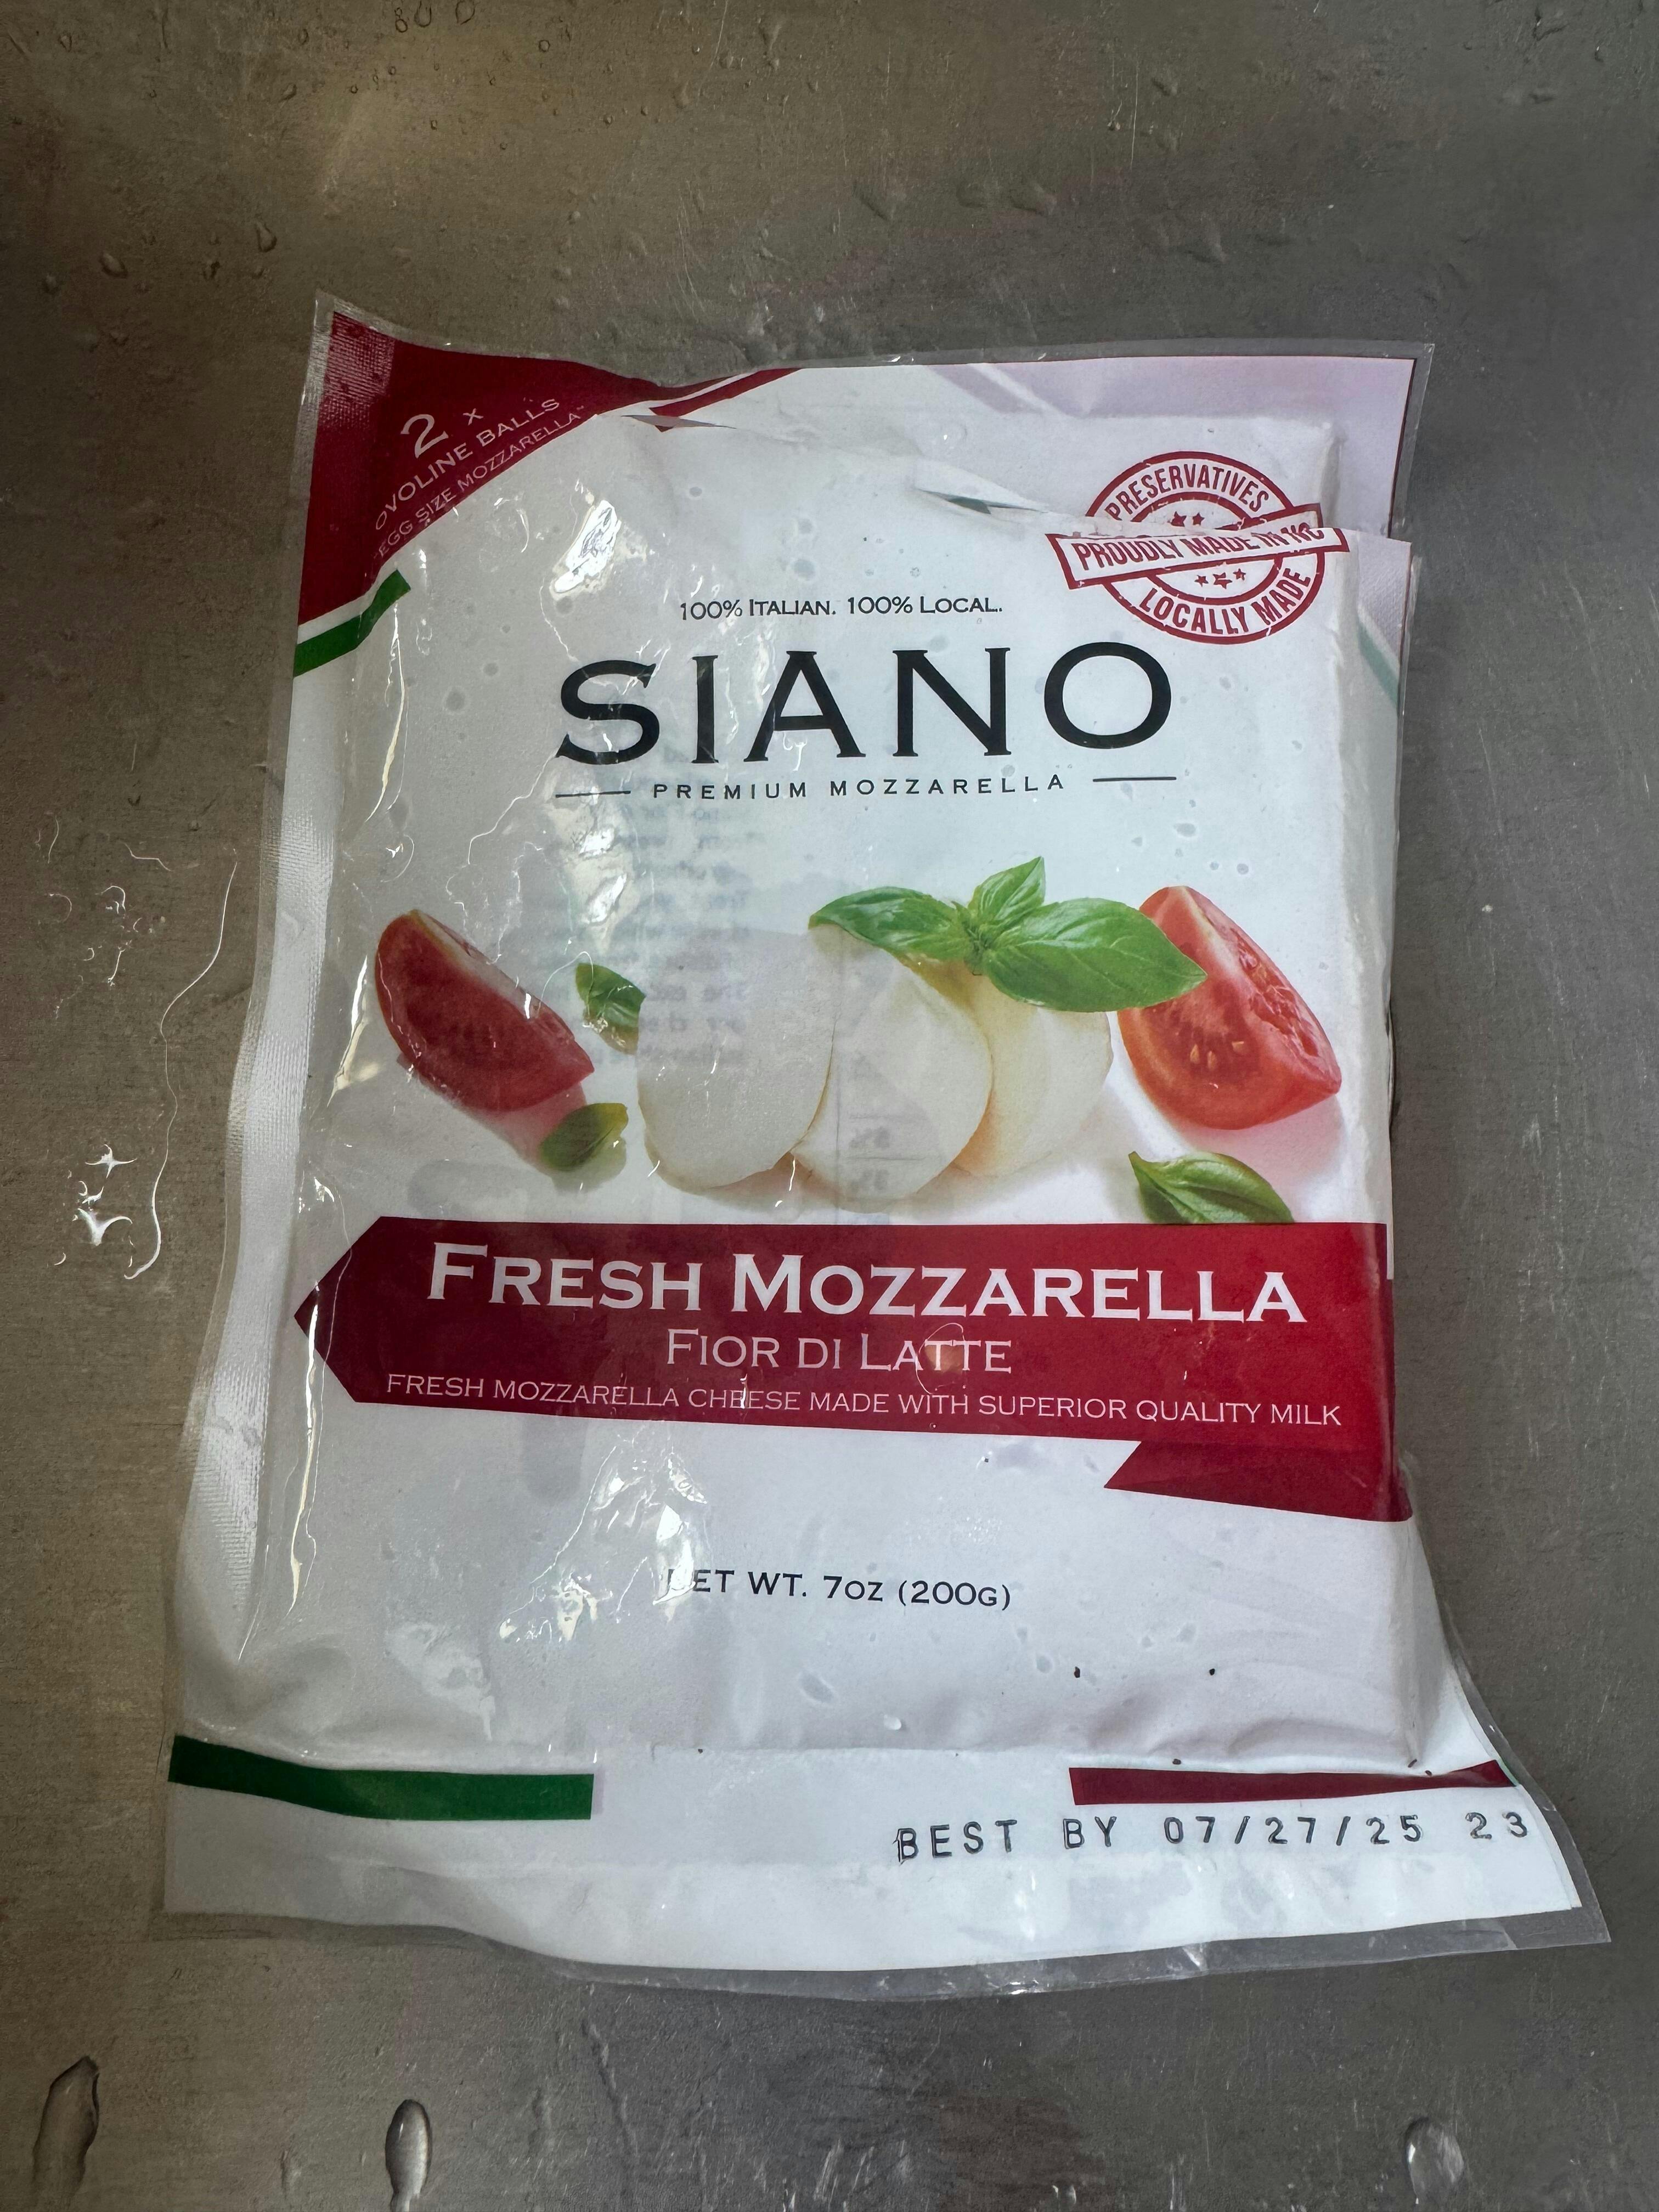 2 x
OVOLINE BALLS
"EGG SIZE MOZZARELLA"
PRESERVATIVES
PROUDLY MADE IN NC
LOCALLY MADE
100% ITALIAN. 100% LOCAL.
SIANO
PREMIUM MOZZARELLA
FRESH MOZZARELLA
FIOR DI LATTE
FRESH MOZZARELLA CHEESE MADE WITH SUPERIOR QUALITY MILK
NET WT. 7OZ (200G)
BEST BY 07/27/25 23